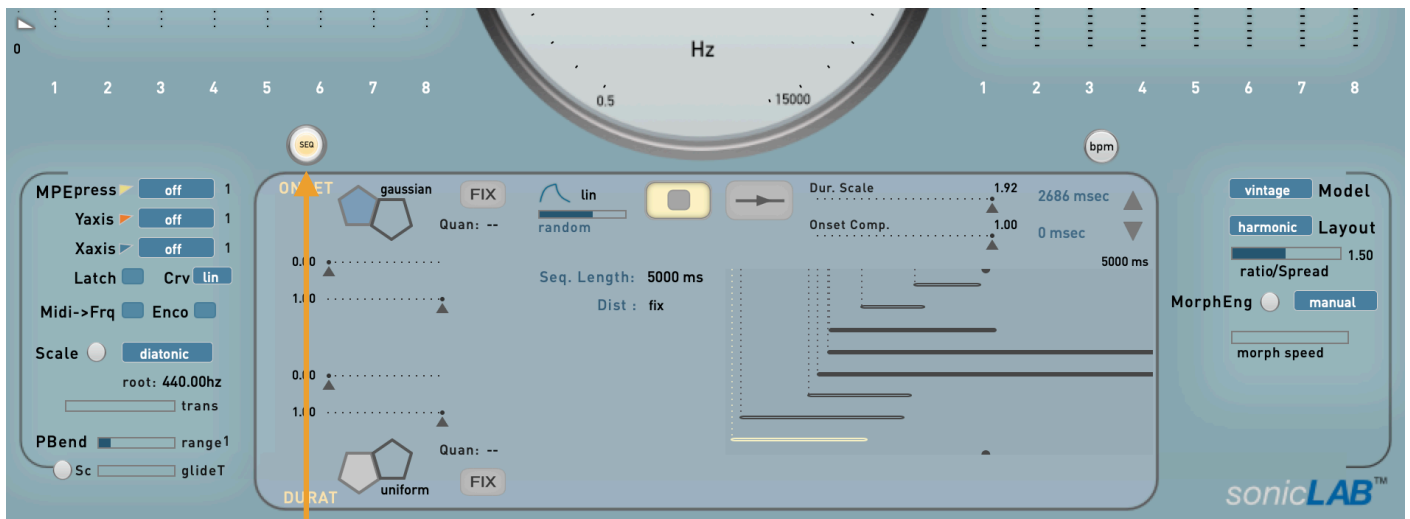 Hz
0
1 2 3 4 5 6 7 8
0.5 15000
1 2 3 4 5 6 7 8
SEQ
bpm
MPEpress off 1
Yaxis off 1
Xaxis off 1
Latch Crv lin
Midi->Frq Enco
Scale diatonic
root: 440.00hz
trans
PBend range1
Sc glideT
gaussian FIX
Quan: --
0.00
1.00
0.00
1.00
Quan: --
DURAT uniform FIX
lin
random
Seq. Length: 5000 ms
Dist : fix
Dur. Scale 1.92 2686 msec
Onset Comp. 1.00 0 msec
5000 ms
vintage Model
harmonic Layout
1.50
ratio/Spread
MorphEng manual
morph speed
sonicLAB™